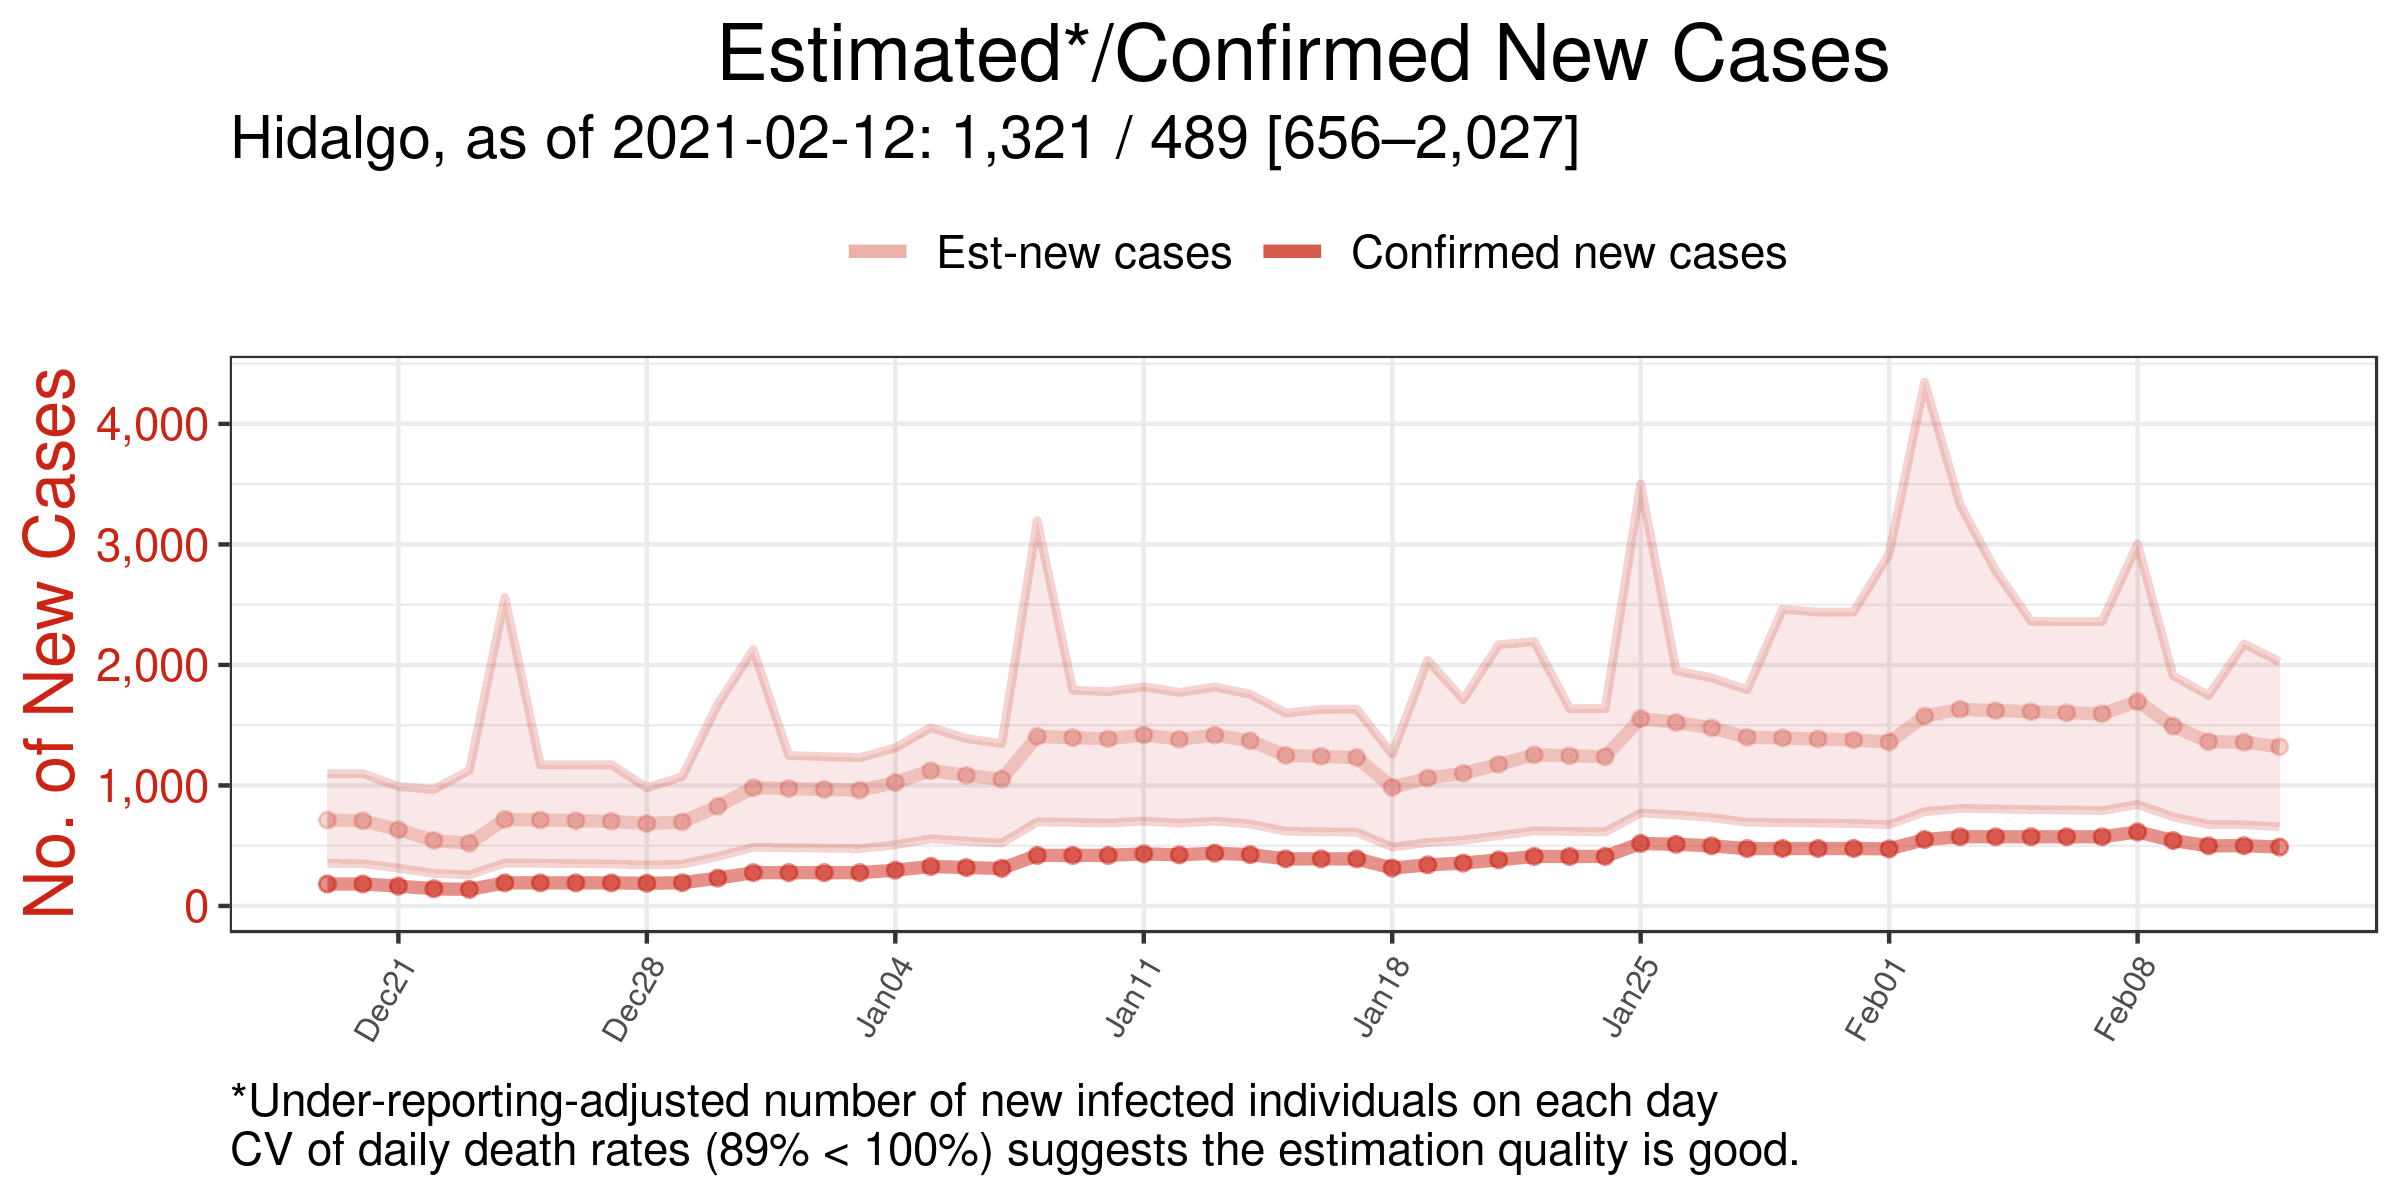 Estimated*/Confirmed New Cases
Hidalgo, as of 2021-02-12: 1,321 / 489 [656–2,027]
Est-new cases
Confirmed new cases
No. of New Cases
4,000
3,000
2,000
1,000
0
Dec21
Dec28
Jan04
Jan11
Jan18
Jan25
Feb01
Feb08
*Under-reporting-adjusted number of new infected individuals on each day
CV of daily death rates (89% < 100%) suggests the estimation quality is good.